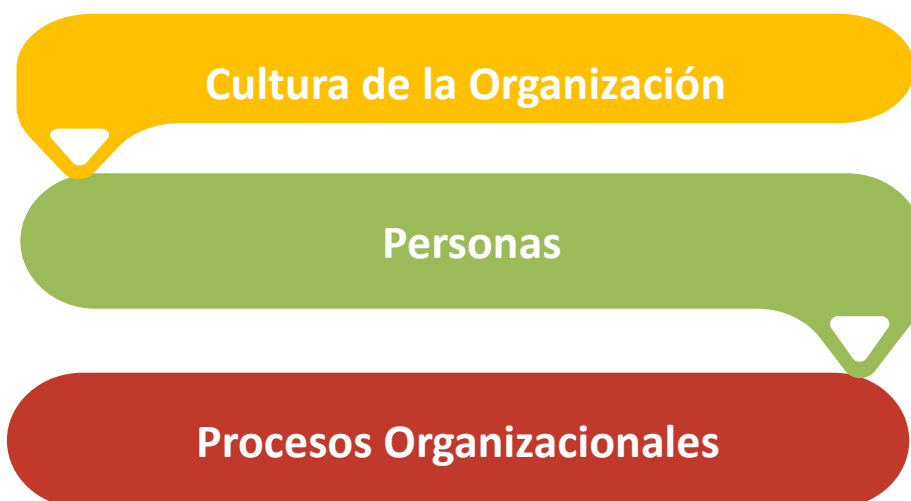 Cultura de la Organización
Personas
Procesos Organizacionales